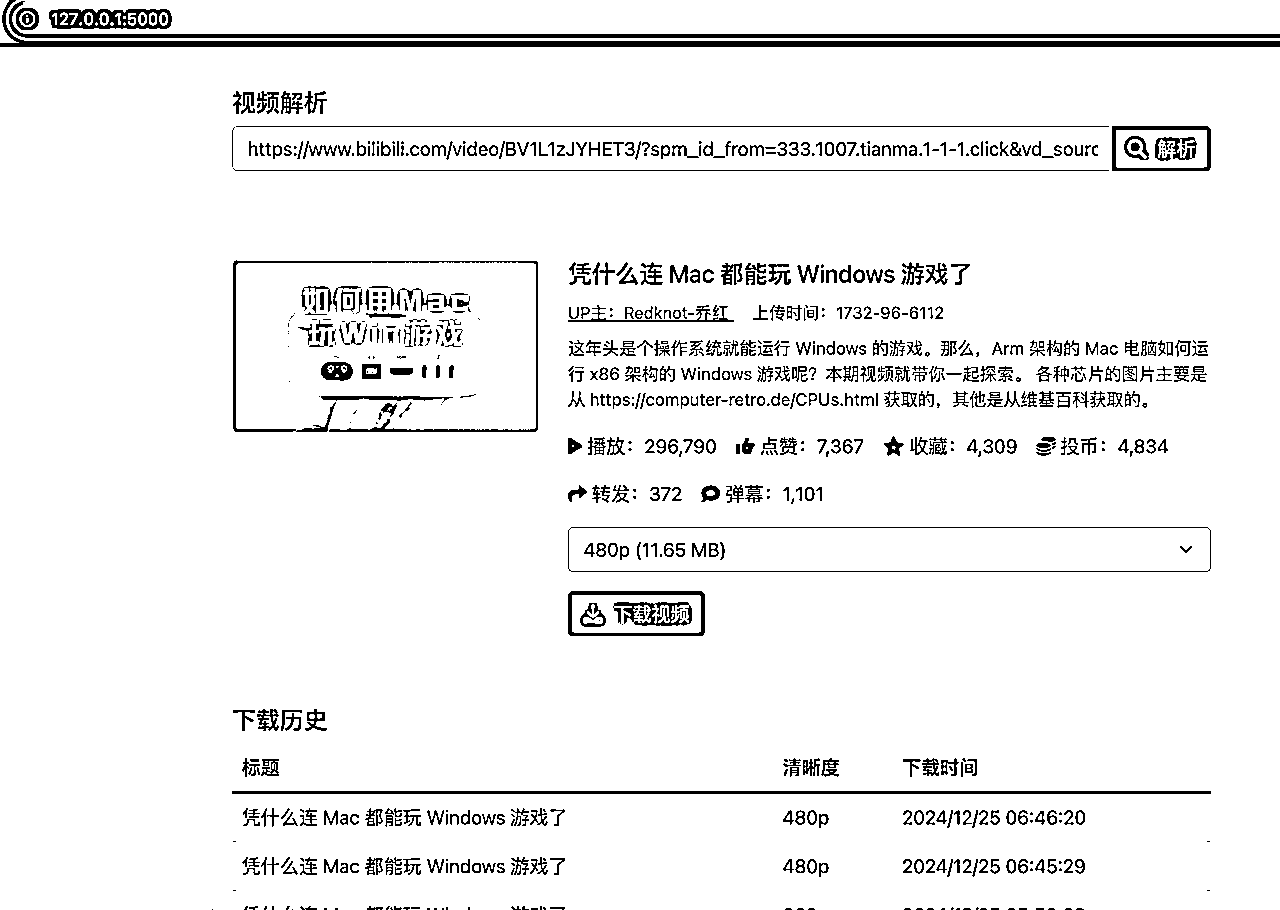 127.0.0.1:5000
视频解析
https://www.bilibili.com/video/BV1L1zJYHET3/?spm_id_from=333.1007.tianma.1-1-1.click&vd_sourc
解析
如何用Mac
玩Win游戏
凭什么连 Mac 都能玩 Windows 游戏了
UP主：Redknot-乔红 上传时间：1732-96-6112
这年头是个操作系统就能运行 Windows 的游戏。那么，Arm 架构的 Mac 电脑如何运
行 x86 架构的 Windows 游戏呢？本期视频就带你一起探索。 各种芯片的图片主要是
从 https://computer-retro.de/CPUs.html 获取的，其他是从维基百科获取的。
播放：296,790 点赞：7,367 收藏：4,309 投币：4,834
转发：372 弹幕：1,101
480p (11.65 MB)
下载视频
下载历史
标题 清晰度 下载时间
凭什么连 Mac 都能玩 Windows 游戏了 480p 2024/12/25 06:46:20
凭什么连 Mac 都能玩 Windows 游戏了 480p 2024/12/25 06:45:29